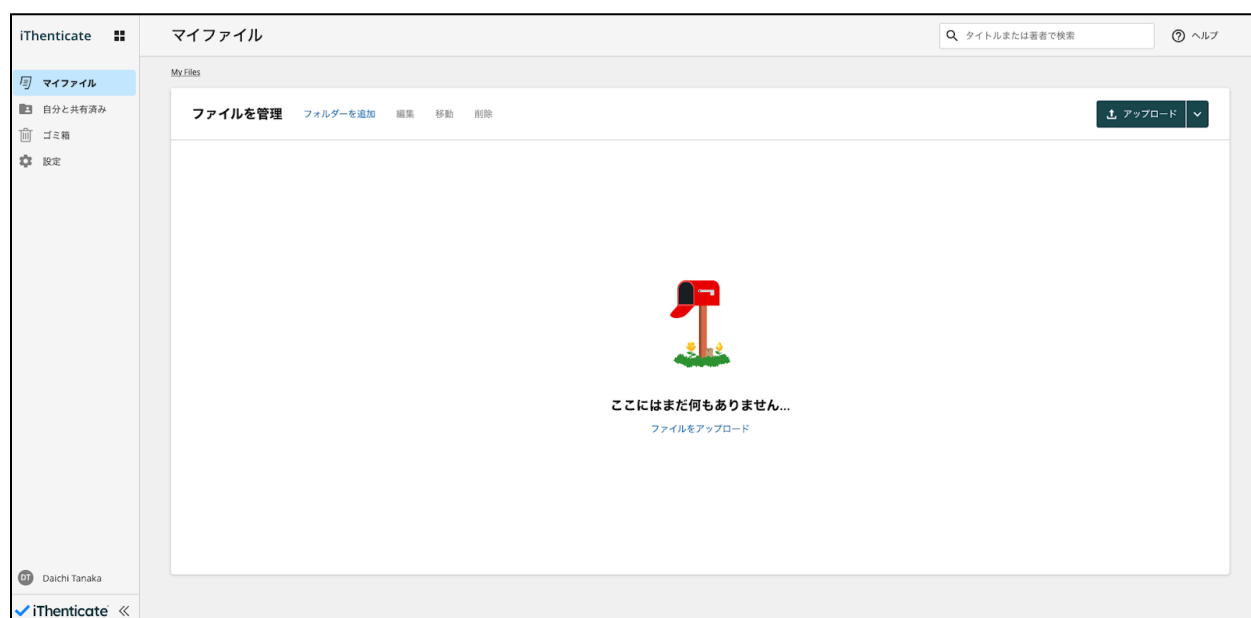 iThenticate
マイファイル
タイトルまたは著者で検索
ヘルプ
マイファイル
自分と共有済み
ゴミ箱
設定
My Files
ファイルを管理 フォルダーを追加 編集 移動 削除
アップロード
ここにはまだ何もありません...
ファイルをアップロード
DT Daichi Tanaka
iThenticate